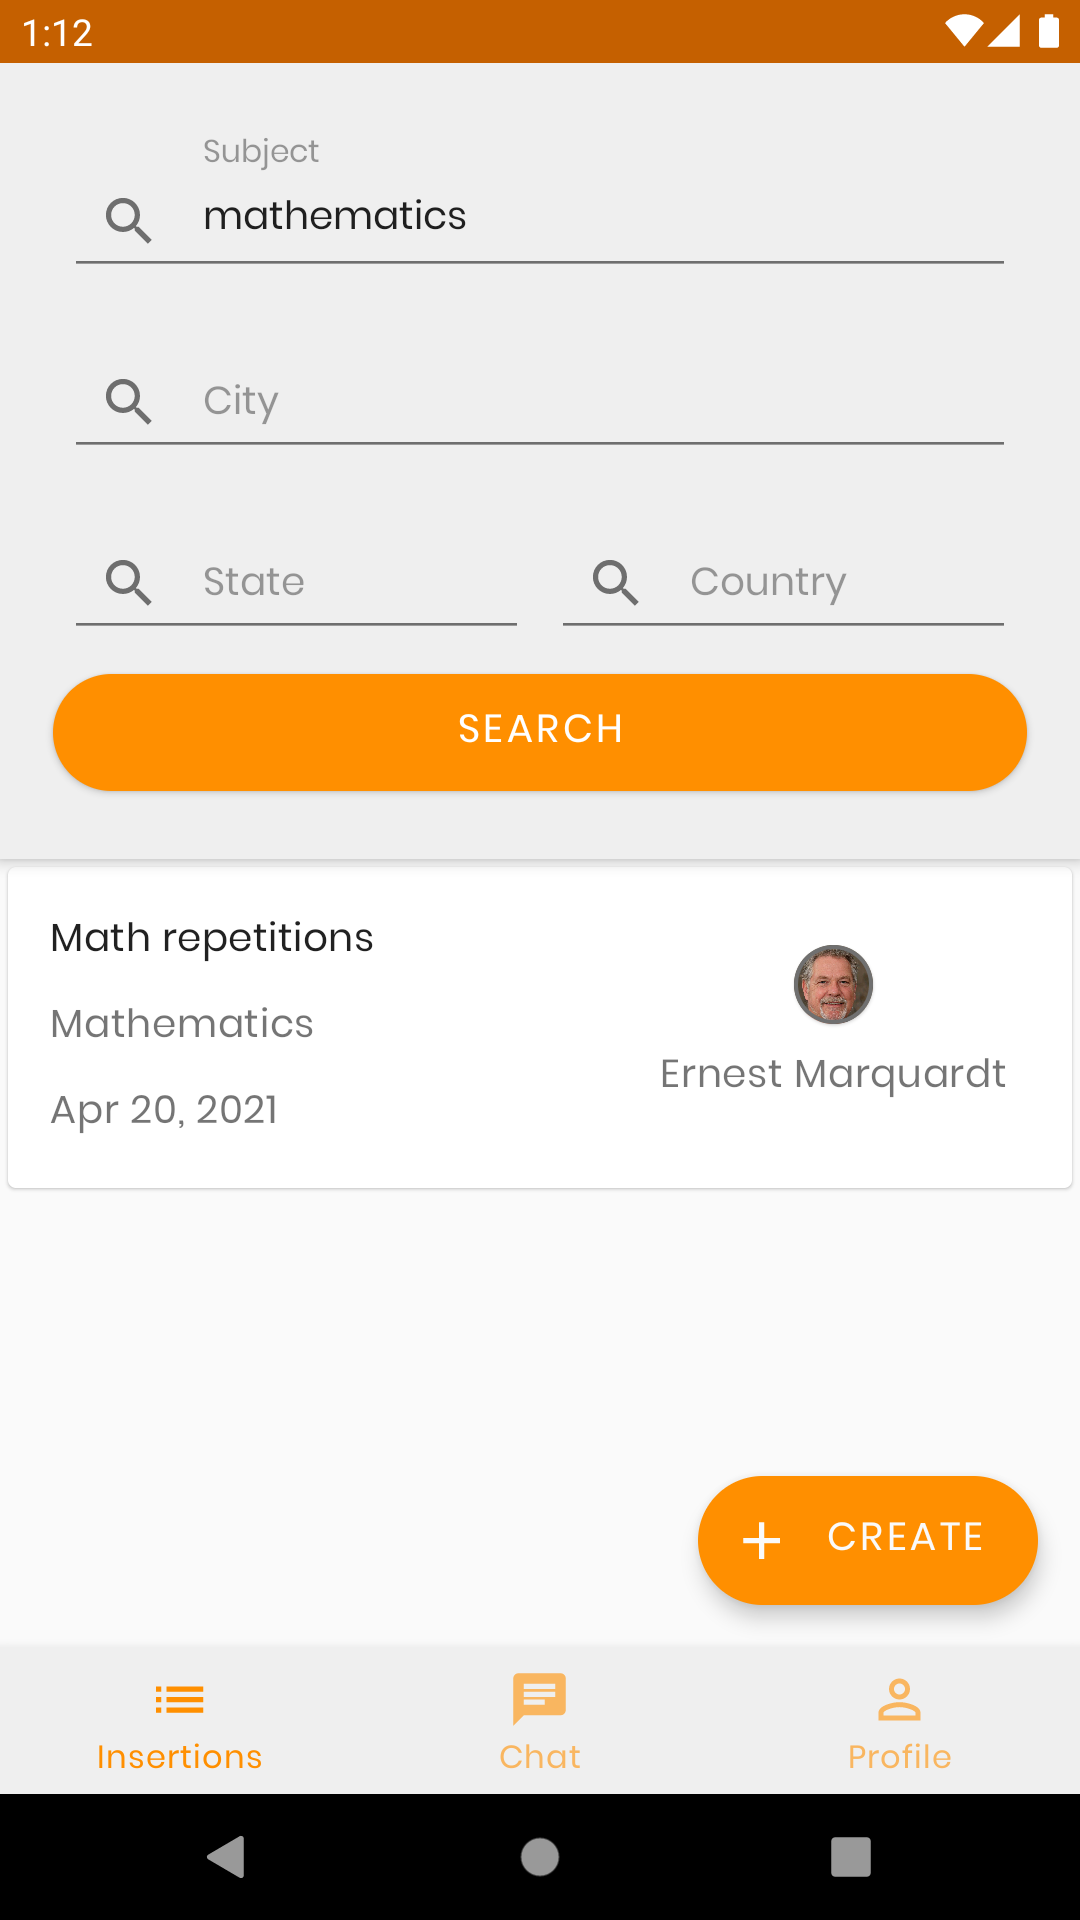 1:12
Subject
mathematics
City
State
Country
SEARCH
Math repetitions
Mathematics
Apr 20, 2021
Ernest Marquardt
CREATE
Insertions
Chat
Profile